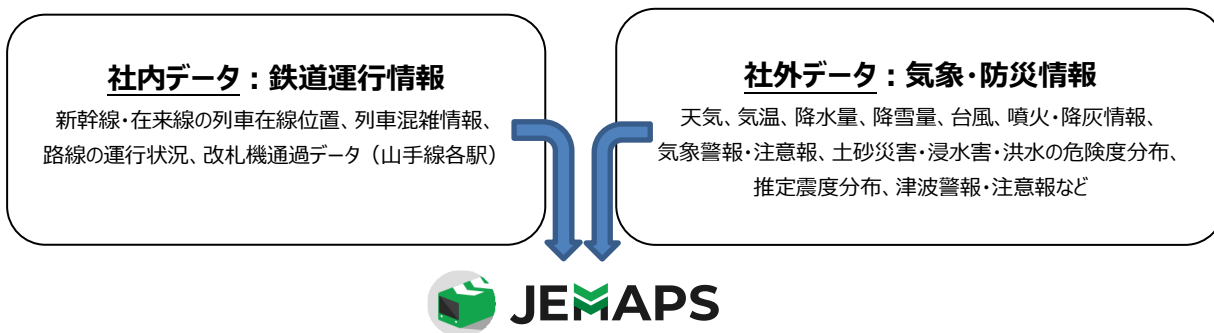 社内データ：鉄道運行情報
新幹線・在来線の列車在線位置、列車混雑情報、
路線の運行状況、改札機通過データ（山手線各駅）
社外データ：気象・防災情報
天気、気温、降水量、降雪量、台風、噴火・降灰情報、
気象警報・注意報、土砂災害・浸水害・洪水の危険度分布、
推定震度分布、津波警報・注意報など
JEMAPS